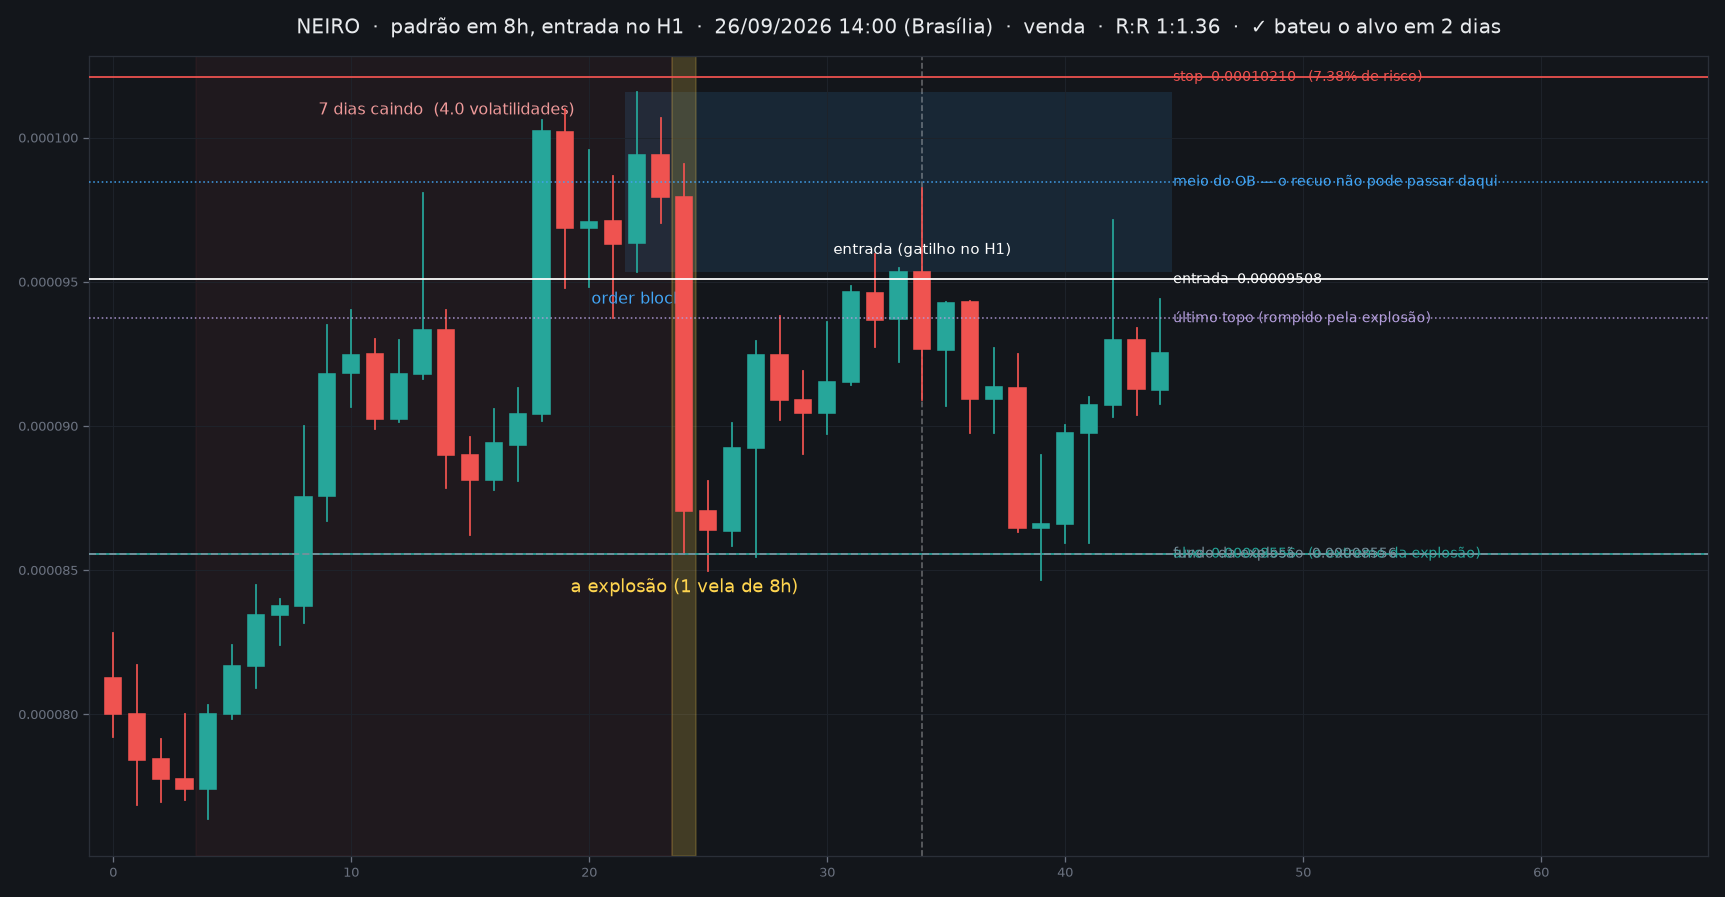 NEIRO · padrão em 8h, entrada no H1 · 26/09/2026 14:00 (Brasília) · venda · R:R 1:1.36 · ✓ bateu o alvo em 2 dias
stop 0.00010210 (7.38% de risco)
7 dias caindo (4.0 volatilidades)
0.000100
meio do OB — o recuo não pode passar daqui
entrada (gatilho no H1)
entrada 0.00009508
0.000095
order bloc
último topo (rompido pela explosão)
0.000090
da explosão)
0.000085
a explosão (1 vela de 8h)
0.000080
0 10 20 30 40 50 60